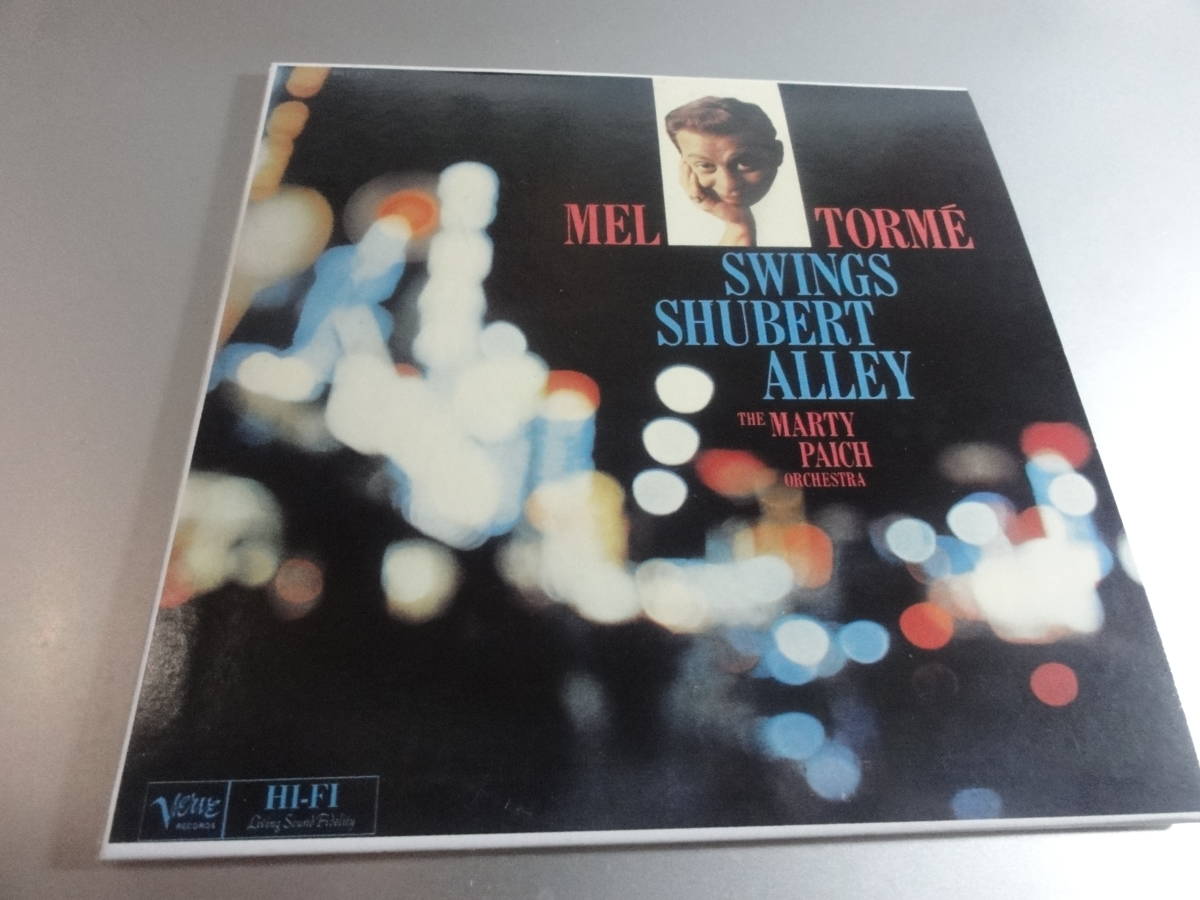 MEL TORMÉ
SWINGS
SHUBERT
ALLEY
THE MARTY
PAICH
ORCHESTRA
Verve
RECORDS
HI-FI
Living Sound Fidelity